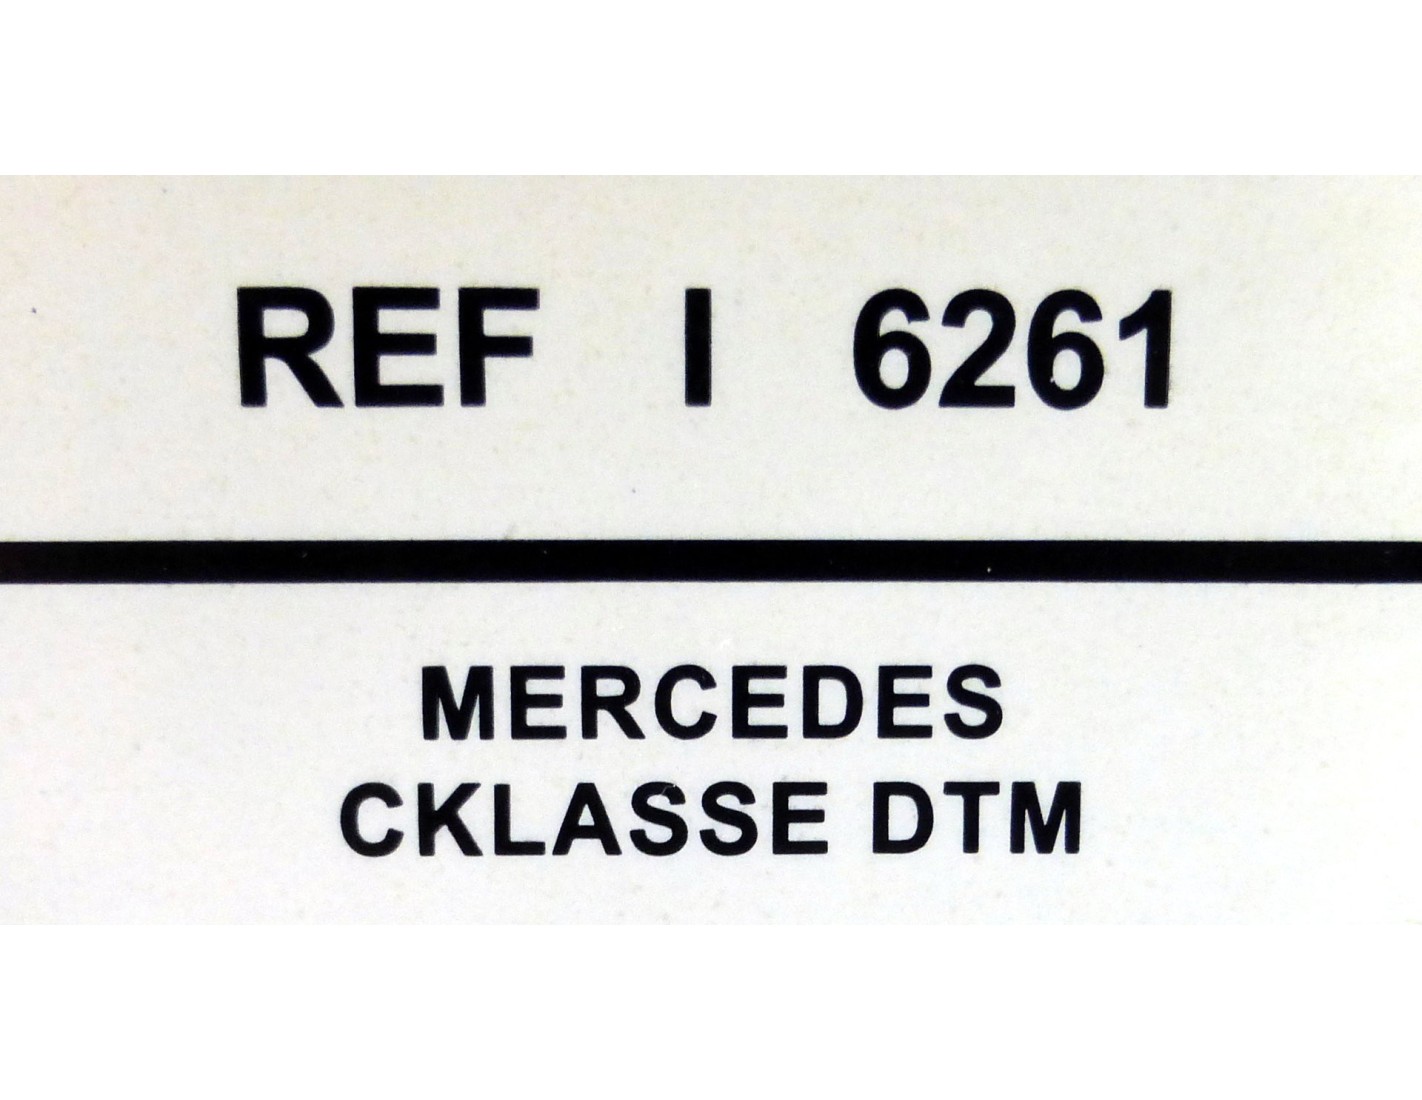 REF I 6261
MERCEDES
CKLASSE DTM